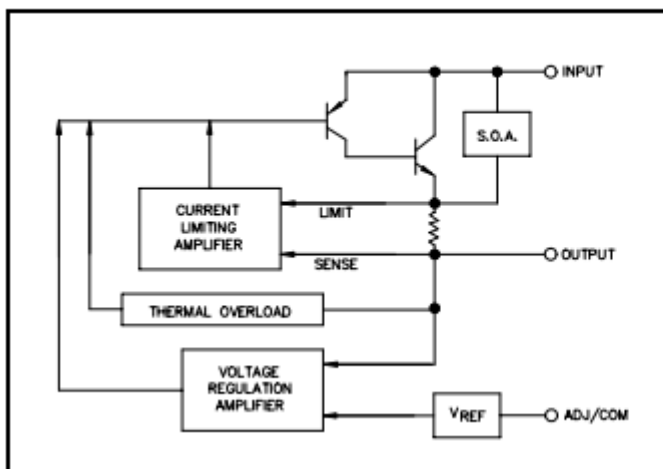 INPUT
S.O.A.
CURRENT
LIMITING
AMPLIFIER
LIMIT
SENSE
OUTPUT
THERMAL OVERLOAD
VOLTAGE
REGULATION
AMPLIFIER
VREF
ADJ/COM